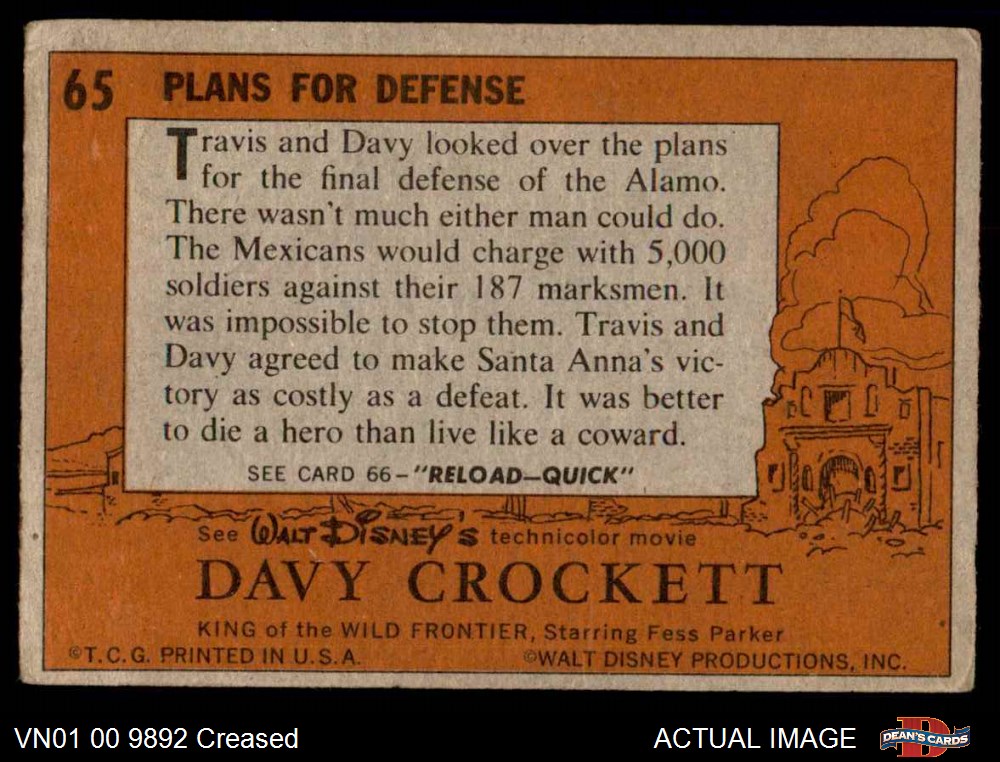 65 PLANS FOR DEFENSE
Travis and Davy looked over the plans
for the final defense of the Alamo.
There wasn't much either man could do.
The Mexicans would charge with 5,000
soldiers against their 187 marksmen. It
was impossible to stop them. Travis and
Davy agreed to make Santa Anna's vic-
tory as costly as a defeat. It was better
to die a hero than live like a coward.
SEE CARD 66-"RELOAD-QUICK"
See WALT DISNEY'S technicolor movie
DAVY CROCKETT
KING of the WILD FRONTIER, Starring Fess Parker
©T.C.G. PRINTED IN U.S.A. ©WALT DISNEY PRODUCTIONS, INC.
VN01 00 9892 Creased ACTUAL IMAGE D DEAN'S CARDS